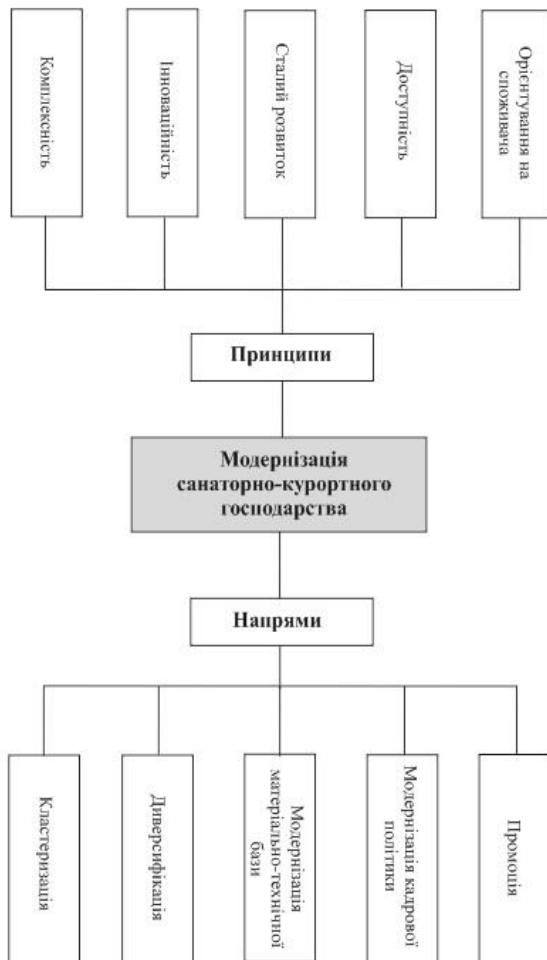 Комплексність
Інноваційність
Сталий розвиток
Доступність
Орієнтування на
споживача
Принципи
Модернізація
санаторно-курортного
господарства
Напрями
Кластеризація
Диверсифікація
Модернізація
матеріально-технічної
бази
Модернізація кадрової
політики
Промоція